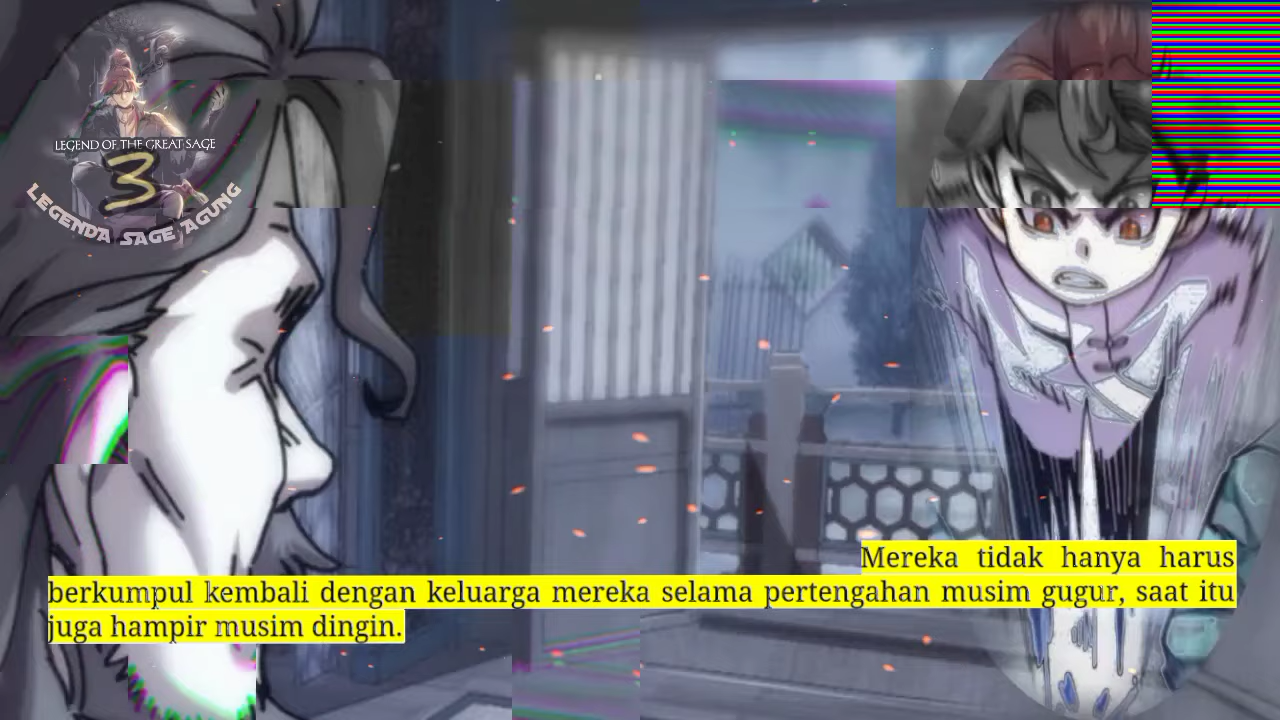 LEGEND OF THE GREAT SAGE
3
LEGENDA SAGE AGUNG
Mereka tidak hanya harus
berkumpul kembali dengan keluarga mereka selama pertengahan musim gugur, saat itu
juga hampir musim dingin.